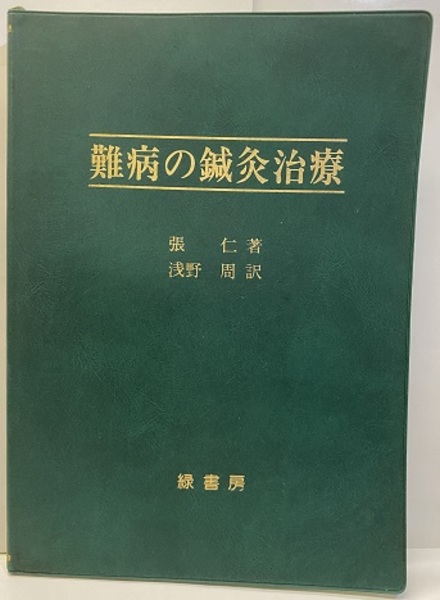 難病の鍼灸治療
張 仁 著
浅野 周 訳
緑書房